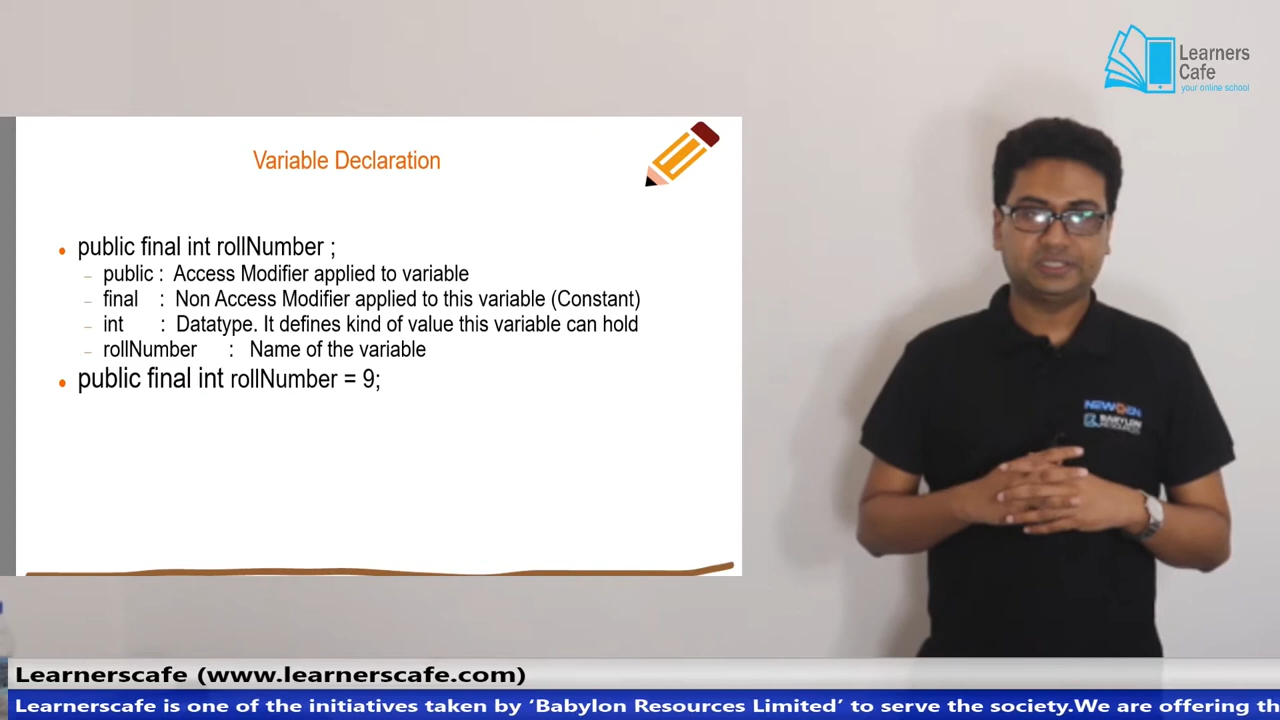 Learners
Cafe
your online school
Variable Declaration
• public final int rollNumber ;
– public : Access Modifier applied to variable
– final : Non Access Modifier applied to this variable (Constant)
– int : Datatype. It defines kind of value this variable can hold
– rollNumber : Name of the variable
• public final int rollNumber = 9;
NEWGEN
BABYLON
RESOURCES
Learnerscafe (www.learnerscafe.com)
Learnerscafe is one of the initiatives taken by ‘Babylon Resources Limited’ to serve the society.We are offering th